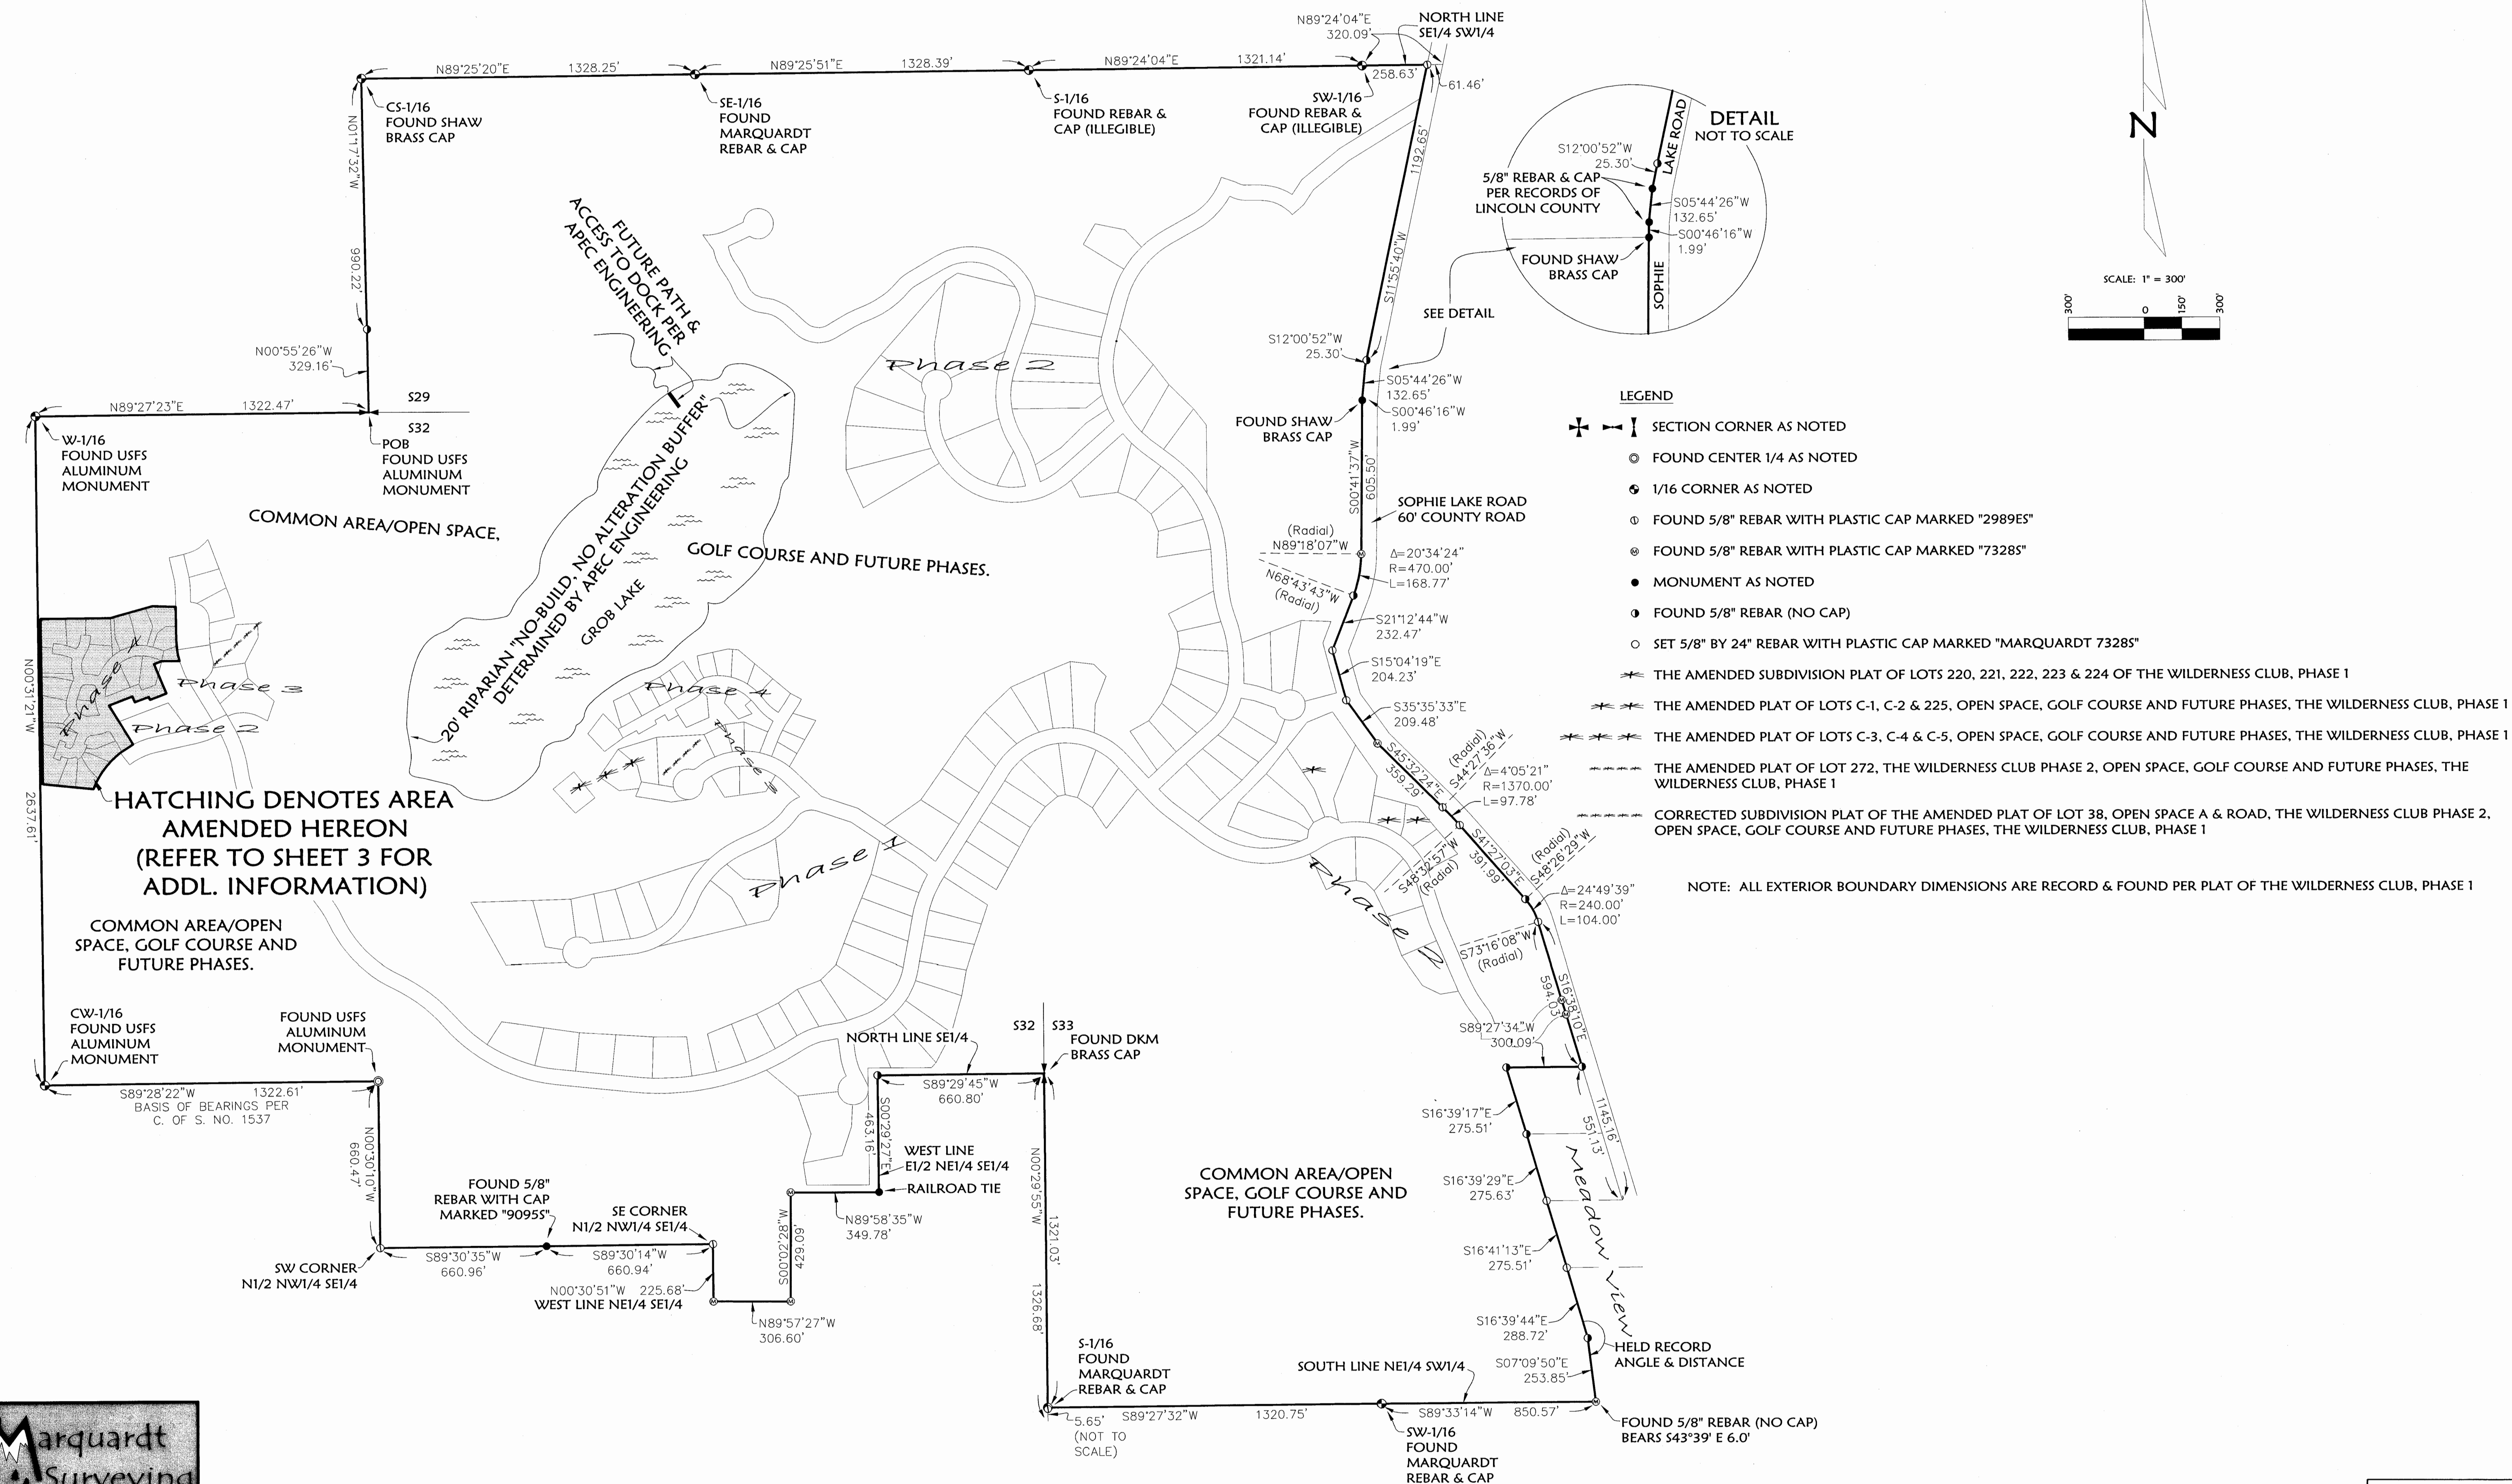 N89°24'04"E
320.09'
NORTH LINE
SE1/4 SW1/4
N89°25'20"E 1328.25'
N89°25'51"E 1328.39'
N89°24'04"E 1321.14'
258.63'
61.46'
CS-1/16
FOUND SHAW
BRASS CAP
SE-1/16
FOUND
MARQUARDT
REBAR & CAP
S-1/16
FOUND REBAR &
CAP (ILLEGIBLE)
SW-1/16
FOUND REBAR &
CAP (ILLEGIBLE)
N01°17'32"W
990.22'
N00°55'26"W
329.16'
N89°27'23"E 1322.47'
S29
S32
W-1/16
FOUND USFS
ALUMINUM
MONUMENT
POB
FOUND USFS
ALUMINUM
MONUMENT
FUTURE PATH &
ACCESS TO DOCK PER
APEC ENGINEERING
1192.65'
S11°55'40"W
DETAIL
NOT TO SCALE
LAKE ROAD
S12°00'52"W
25.30'
5/8" REBAR & CAP
PER RECORDS OF
LINCOLN COUNTY
S05°44'26"W
132.65'
S00°46'16"W
1.99'
FOUND SHAW
BRASS CAP
SOPHIE
SEE DETAIL
N
SCALE: 1" = 300'
300' 0 150' 300'
S12°00'52"W
25.30'
S05°44'26"W
132.65'
S00°46'16"W
1.99'
FOUND SHAW
BRASS CAP
S00°41'37"W
605.50'
SOPHIE LAKE ROAD
60' COUNTY ROAD
(Radial)
N89°18'07"W
Δ=20°34'24"
R=470.00'
L=168.77'
N68°43'43"W
(Radial)
S21°12'44"W
232.47'
S15°04'19"E
204.23'
S35°35'33"E
209.48'
S45°32'24"E
359.29'
(Radial)
S44°27'36"W
Δ=4°05'21"
R=1370.00'
L=97.78'
S48°32'57"W
(Radial)
S41°27'03"E
391.99'
(Radial)
S48°26'29"W
Δ=24°49'39"
R=240.00'
L=104.00'
S73°16'08"W
(Radial)
S16°38'10"E
594.03'
S89°27'34"W
300.09'
1145.16'
551.13'
LEGEND
SECTION CORNER AS NOTED
FOUND CENTER 1/4 AS NOTED
1/16 CORNER AS NOTED
FOUND 5/8" REBAR WITH PLASTIC CAP MARKED "2989ES"
FOUND 5/8" REBAR WITH PLASTIC CAP MARKED "7328S"
MONUMENT AS NOTED
FOUND 5/8" REBAR (NO CAP)
SET 5/8" BY 24" REBAR WITH PLASTIC CAP MARKED "MARQUARDT 7328S"
THE AMENDED SUBDIVISION PLAT OF LOTS 220, 221, 222, 223 & 224 OF THE WILDERNESS CLUB, PHASE 1
THE AMENDED PLAT OF LOTS C-1, C-2 & 225, OPEN SPACE, GOLF COURSE AND FUTURE PHASES, THE WILDERNESS CLUB, PHASE 1
THE AMENDED PLAT OF LOTS C-3, C-4 & C-5, OPEN SPACE, GOLF COURSE AND FUTURE PHASES, THE WILDERNESS CLUB, PHASE 1
THE AMENDED PLAT OF LOT 272, THE WILDERNESS CLUB PHASE 2, OPEN SPACE, GOLF COURSE AND FUTURE PHASES, THE
WILDERNESS CLUB, PHASE 1
CORRECTED SUBDIVISION PLAT OF THE AMENDED PLAT OF LOT 38, OPEN SPACE A & ROAD, THE WILDERNESS CLUB PHASE 2,
OPEN SPACE, GOLF COURSE AND FUTURE PHASES, THE WILDERNESS CLUB, PHASE 1
NOTE: ALL EXTERIOR BOUNDARY DIMENSIONS ARE RECORD & FOUND PER PLAT OF THE WILDERNESS CLUB, PHASE 1
Phase 2
COMMON AREA/OPEN SPACE,
GOLF COURSE AND FUTURE PHASES.
20' RIPARIAN "NO-BUILD, NO ALTERATION BUFFER"
DETERMINED BY APEC ENGINEERING
GROB LAKE
Phase 4
Phase 3
Phase 2
Phase 4
Phase 1
N00°31'21"W
2637.61'
HATCHING DENOTES AREA
AMENDED HEREON
(REFER TO SHEET 3 FOR
ADDL. INFORMATION)
COMMON AREA/OPEN
SPACE, GOLF COURSE AND
FUTURE PHASES.
CW-1/16
FOUND USFS
ALUMINUM
MONUMENT
FOUND USFS
ALUMINUM
MONUMENT
S89°28'22"W 1322.61'
BASIS OF BEARINGS PER
C. OF S. NO. 1537
N00°30'10"W
660.47'
SW CORNER
N1/2 NW1/4 SE1/4
FOUND 5/8"
REBAR WITH CAP
MARKED "9095S"
S89°30'35"W
660.96'
SE CORNER
N1/2 NW1/4 SE1/4
S89°30'14"W
660.94'
N00°30'51"W 225.68'
WEST LINE NE1/4 SE1/4
N89°57'27"W
306.60'
S00°02'28"W
429.09'
N89°58'35"W
349.78'
RAILROAD TIE
WEST LINE
E1/2 NE1/4 SE1/4
S00°29'27"E
463.16'
NORTH LINE SE1/4
S89°29'45"W
660.80'
S32 S33
FOUND DKM
BRASS CAP
N00°29'55"W
1321.03'
1326.68'
COMMON AREA/OPEN
SPACE, GOLF COURSE AND
FUTURE PHASES.
S-1/16
FOUND
MARQUARDT
REBAR & CAP
5.65'
(NOT TO
SCALE)
S89°27'32"W 1320.75'
SW-1/16
FOUND
MARQUARDT
REBAR & CAP
SOUTH LINE NE1/4 SW1/4
S89°33'14"W 850.57'
S16°39'17"E
275.51'
S16°39'29"E
275.63'
S16°41'13"E
275.51'
S16°39'44"E
288.72'
S07°09'50"E
253.85'
Meadow View
HELD RECORD
ANGLE & DISTANCE
FOUND 5/8" REBAR (NO CAP)
BEARS S43°39' E 6.0'
Marquardt
Surveying